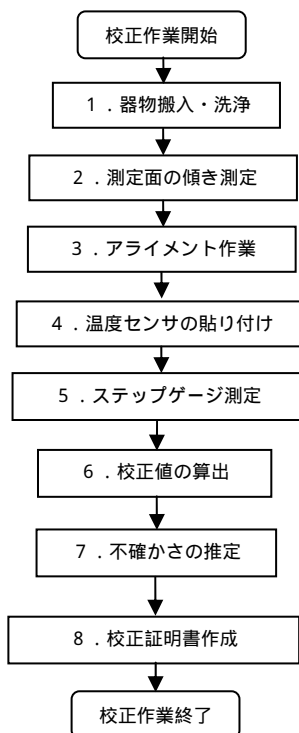 校正作業開始
１．器物搬入・洗浄
２．測定面の傾き測定
３．アライメント作業
４．温度センサの貼り付け
５．ステップゲージ測定
６．校正値の算出
７．不確かさの推定
８．校正証明書作成
校正作業終了